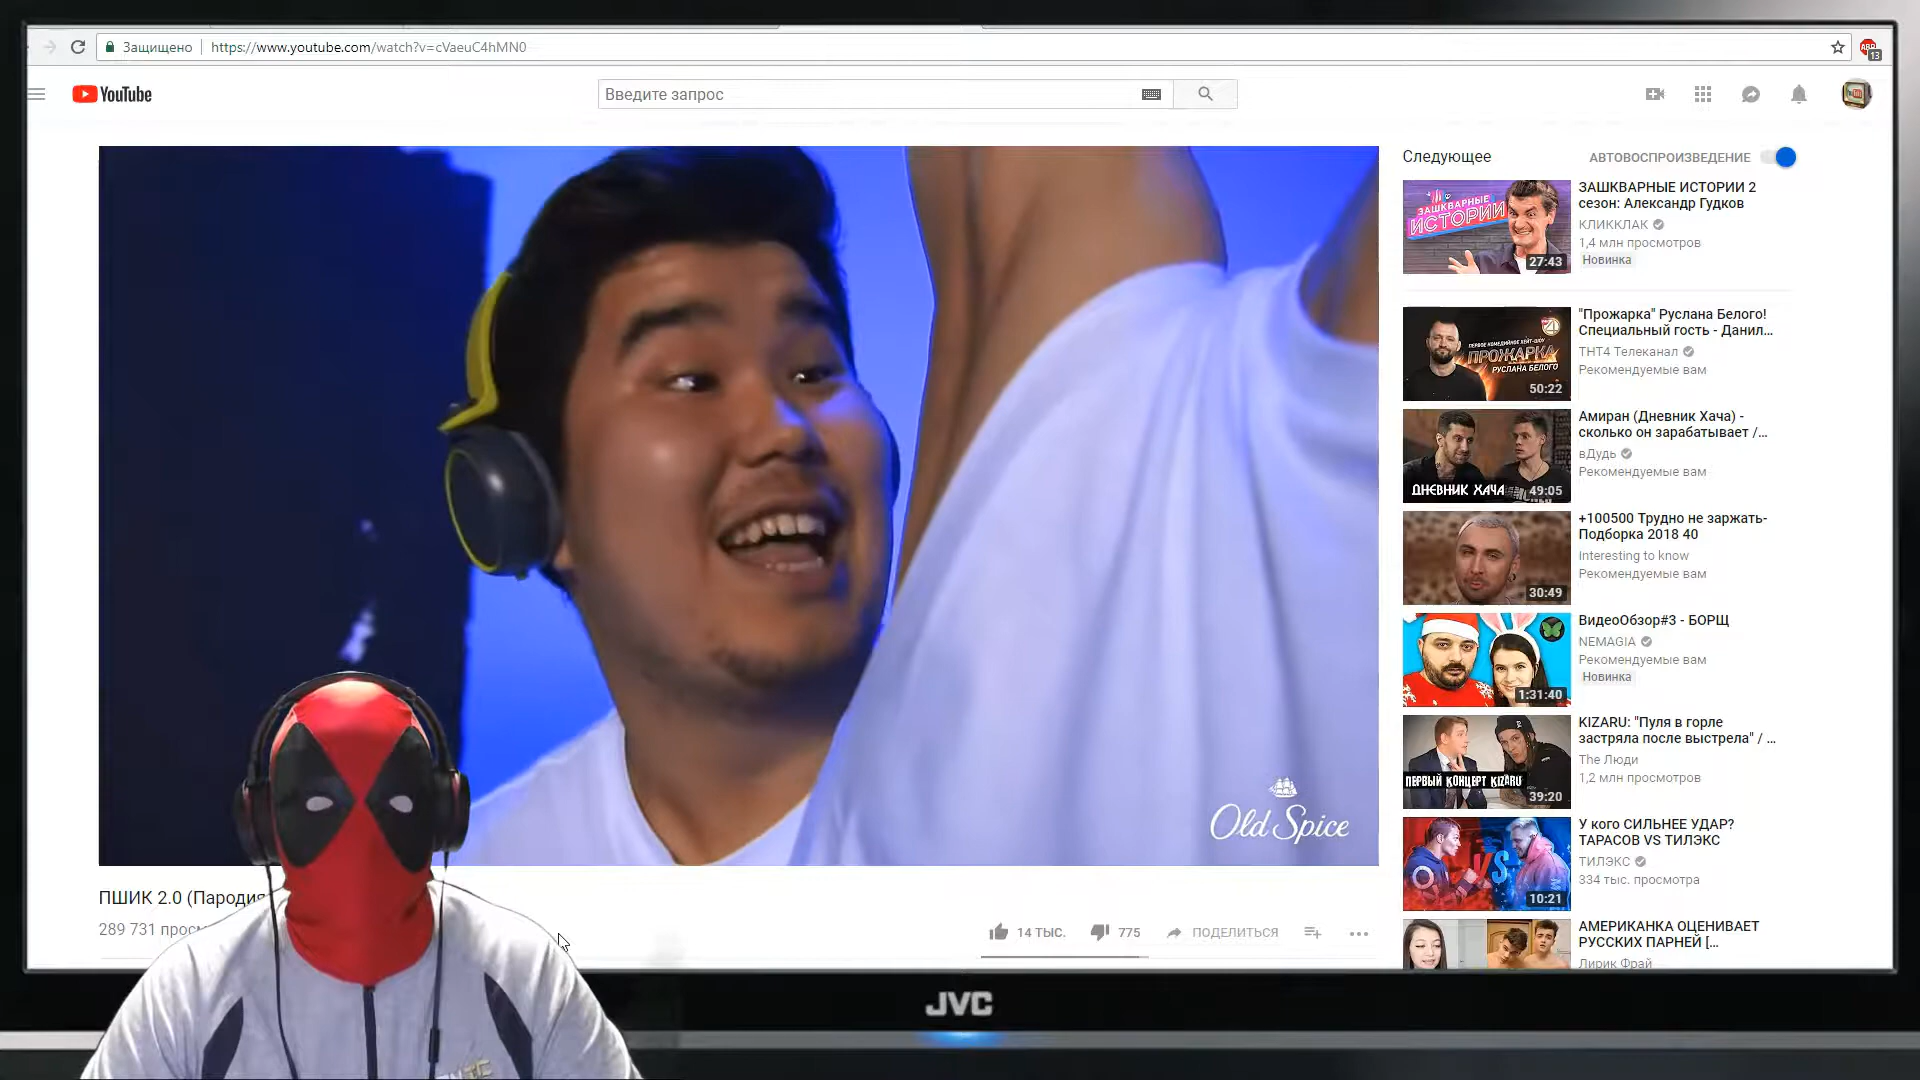 Защищено
https://www.youtube.com/watch?v=cVaeuC4hMN0
ABP
13
YouTube
Введите запрос
Old Spice
ПШИК 2.0 (Пародия
289 731
14 ТЫС.
775
ПОДЕЛИТЬСЯ
Следующее
АВТОВОСПРОИЗВЕДЕНИЕ
ЗАШКВАРНЫЕ
ИСТОРИИ
27:43
ЗАШКВАРНЫЕ ИСТОРИИ 2
сезон: Александр Гудков
КЛИККЛАК
1,4 млн просмотров
Новинка
ПРОЖАРКА
РУСЛАНА БЕЛОГО
50:22
"Прожарка" Руслана Белого!
Специальный гость - Данил...
ТНТ4 Телеканал
Рекомендуемые вам
ДНЕВНИК ХАЧА
49:05
Амиран (Дневник Хача) -
сколько он зарабатывает /...
вДудь
Рекомендуемые вам
30:49
+100500 Трудно не заржать-
Подборка 2018 40
Interesting to know
Рекомендуемые вам
1:31:40
ВидеоОбзор#3 - БОРЩ
NEMAGIA
Рекомендуемые вам
Новинка
ПЕРВЫЙ КОНЦЕРТ KIZARU
39:20
KIZARU: "Пуля в горле
застряла после выстрела" / ...
The Люди
1,2 млн просмотров
VS
10:21
У кого СИЛЬНЕЕ УДАР?
ТАРАСОВ VS ТИЛЭКС
ТИЛЭКС
334 тыс. просмотра
АМЕРИКАНКА ОЦЕНИВАЕТ
РУССКИХ ПАРНЕЙ [...
Лирик Фрай
JVC